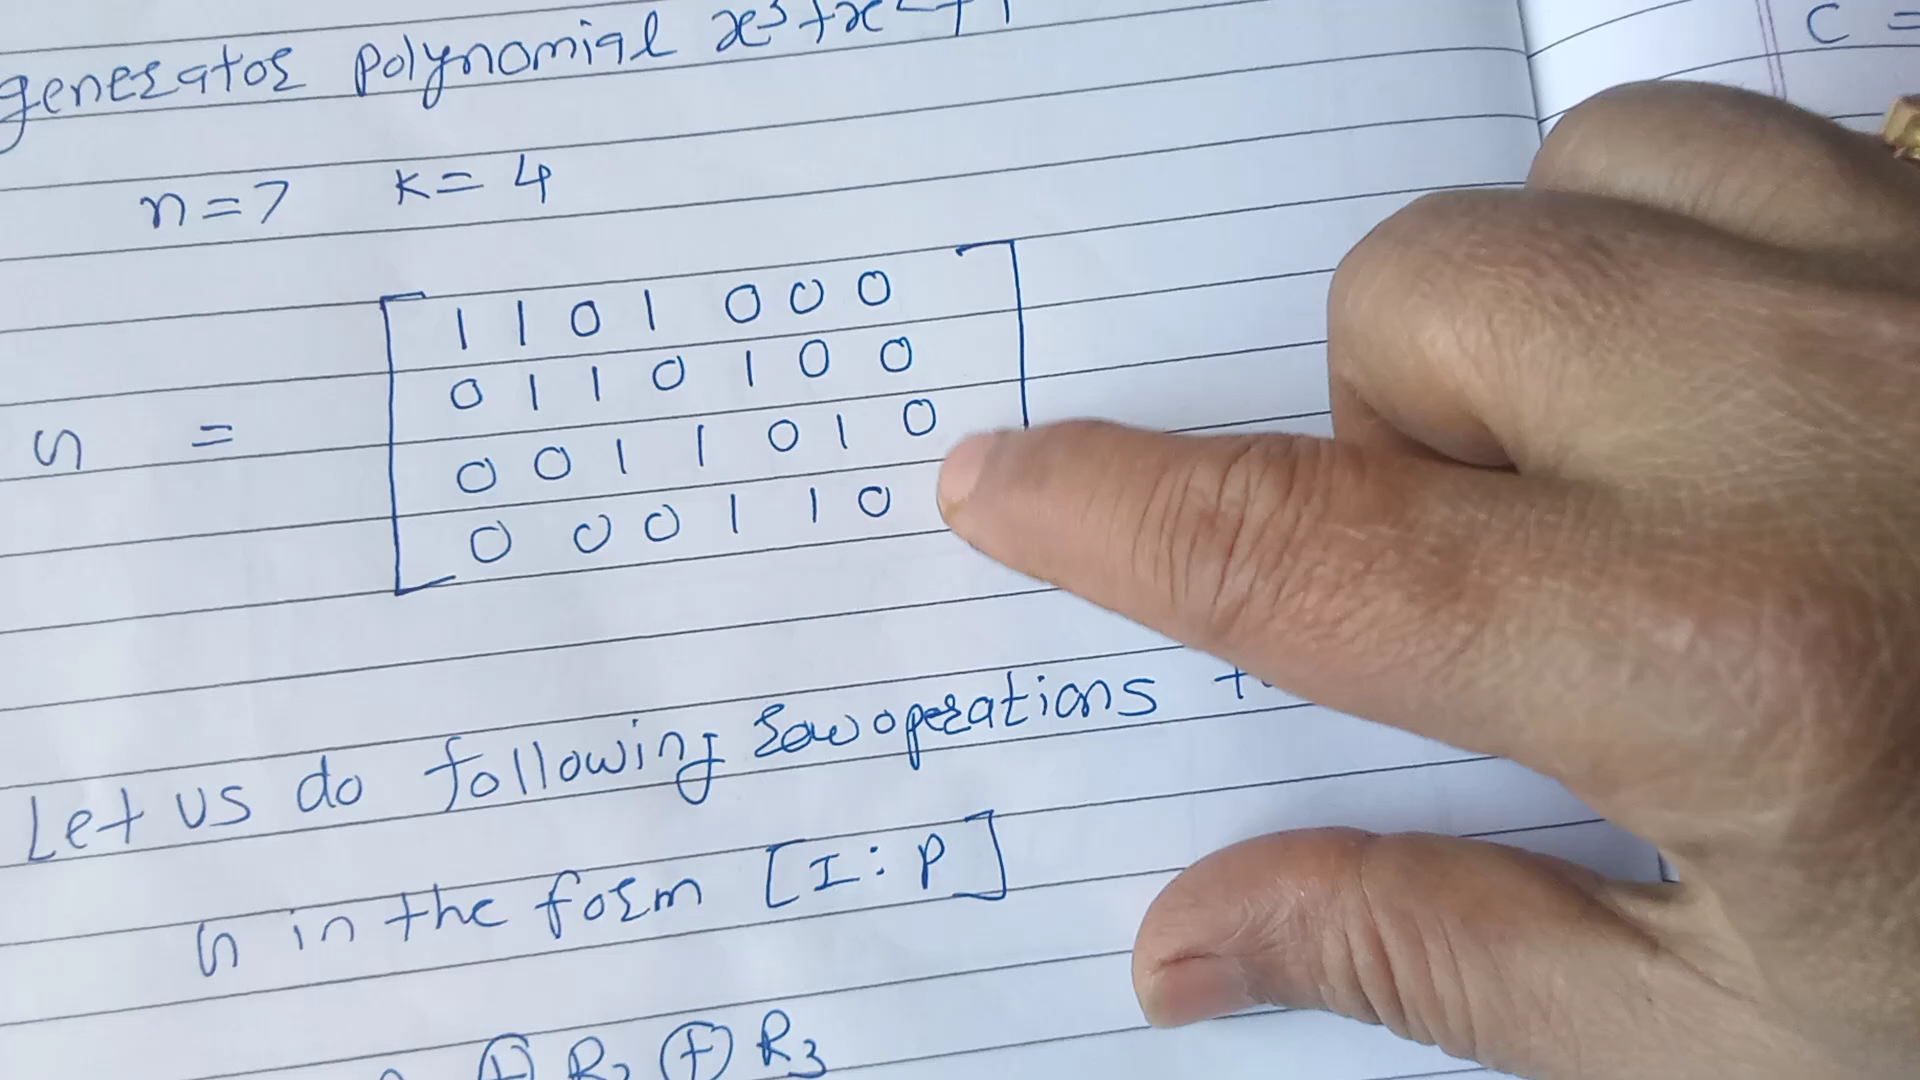 generator polynomial x³+x²+1
n=7 k=4
C =
1 1 0 1 0 0 0
0 1 1 0 1 0 0
G = 0 0 1 1 0 1 0
0 0 0 1 1 0
Let us do following row operations
G in the form [I:P]
⊕ R₂ ⊕ R₃